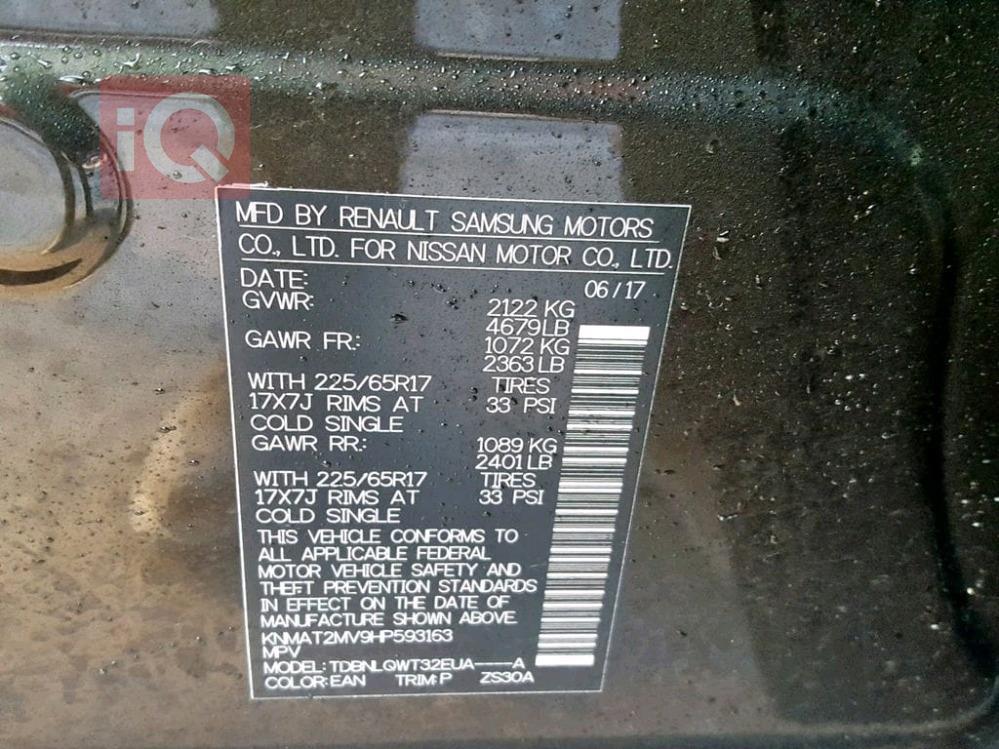 iQ
MFD BY RENAULT SAMSUNG MOTORS
CO., LTD. FOR NISSAN MOTOR CO., LTD.
DATE: 06/17
GVWR: 2122 KG
4679LB
GAWR FR.: 1072 KG
2363 LB
WITH 225/65R17 TIRES
17X7J RIMS AT 33 PSI
COLD SINGLE
GAWR RR.: 1089 KG
2401 LB
WITH 225/65R17 TIRES
17X7J RIMS AT 33 PSI
COLD SINGLE
THIS VEHICLE CONFORMS TO
ALL APPLICABLE FEDERAL
MOTOR VEHICLE SAFETY AND
THEFT PREVENTION STANDARDS
IN EFFECT ON THE DATE OF
MANUFACTURE SHOWN ABOVE.
KNMAT2MV9HP593163
MPV
MODEL: TDBNLQWT32EUA----A
COLOR: EAN TRIM: P ZS30A